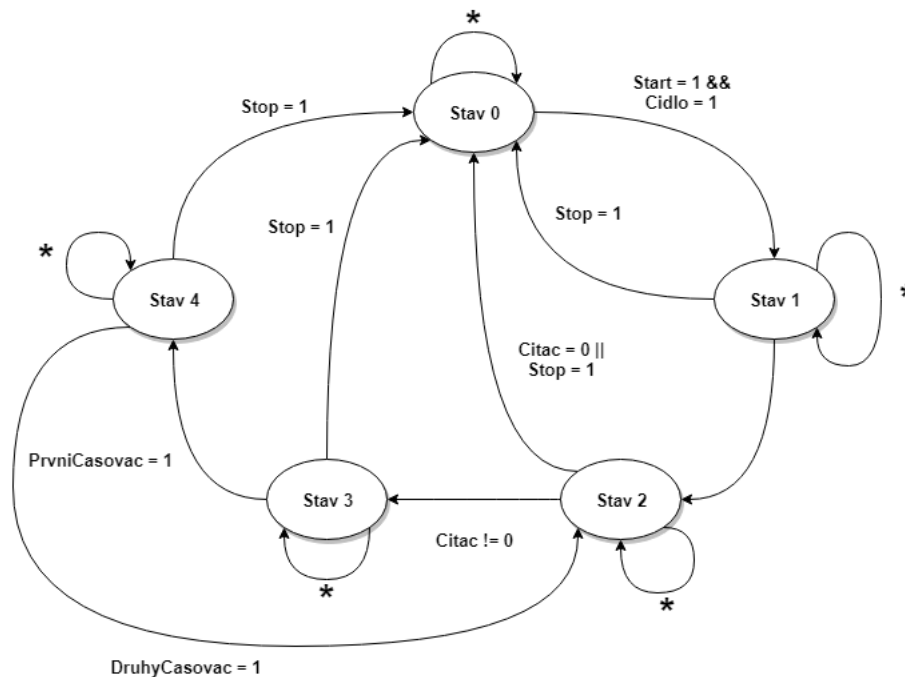 *
Stav 0
Start = 1 &&
Cidlo = 1
Stop = 1
Stop = 1
Stop = 1
*
Stav 4
Stav 1
*
Citac = 0 ||
Stop = 1
PrvniCasovac = 1
Stav 3
Stav 2
Citac != 0
*
*
DruhyCasovac = 1